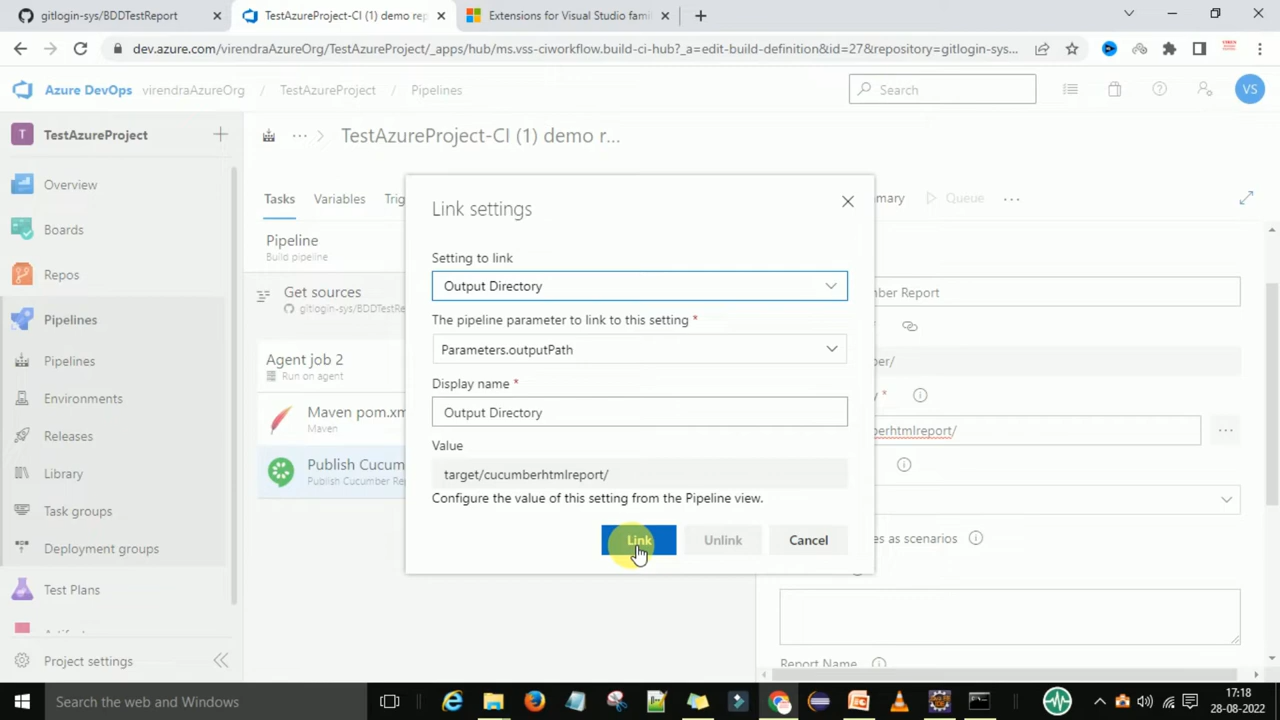 gitlogin-sys/BDDTestReport
TestAzureProject-CI (1) demo rep
Extensions for Visual Studio fami
dev.azure.com/virendraAzureOrg/TestAzureProject/_apps/hub/ms.vss-ciworkflow.build-ci-hub?_a=edit-build-definition&id=27&repository=gitlogin-sys...
Azure DevOps virendraAzureOrg / TestAzureProject / Pipelines
Search
VS
T TestAzureProject
TestAzureProject-CI (1) demo r...
Overview
Boards
Repos
Pipelines
Pipelines
Environments
Releases
Library
Task groups
Deployment groups
Test Plans
Project settings
Tasks Variables Trig
mmary Queue ...
Pipeline
Build pipeline
Get sources
gitlogin-sys/BDDTestRe
Agent job 2
Run on agent
Maven pom.xm
Maven
Publish Cucum
Publish Cucumber Re
Link settings
Setting to link
Output Directory
The pipeline parameter to link to this setting *
Parameters.outputPath
Display name *
Output Directory
Value
target/cucumberhtmlreport/
Configure the value of this setting from the Pipeline view.
Link Unlink Cancel
ber Report
ber/
y *
berhtmlreport/
es as scenarios
Report Name
Search the web and Windows
17:18
28-08-2022